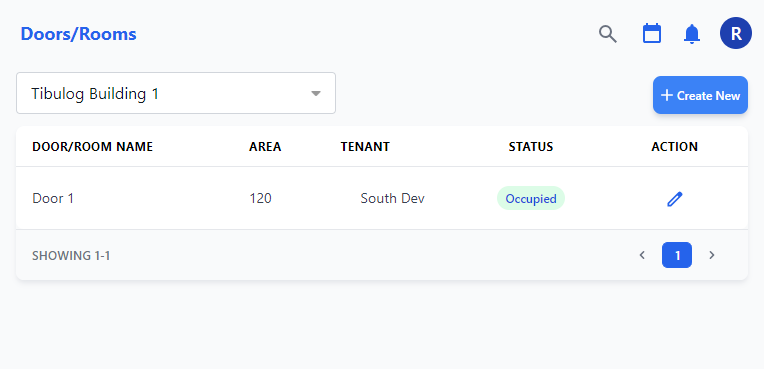 Doors/Rooms
R
Tibulog Building 1
Create New
DOOR/ROOM NAME AREA TENANT STATUS ACTION
Door 1 120 South Dev Occupied
SHOWING 1-1
1